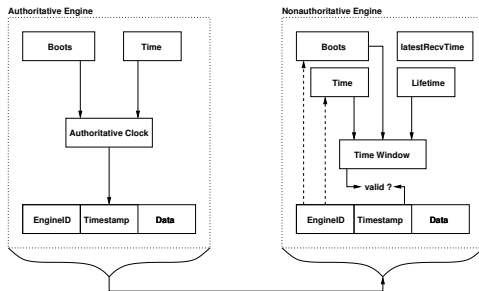 Authoritative Engine
Boots
Time
Authoritative Clock
EngineID
Timestamp
Data
Nonauthoritative Engine
Boots
latestRecvTime
Time
Lifetime
Time Window
valid ?
EngineID
Timestamp
Data